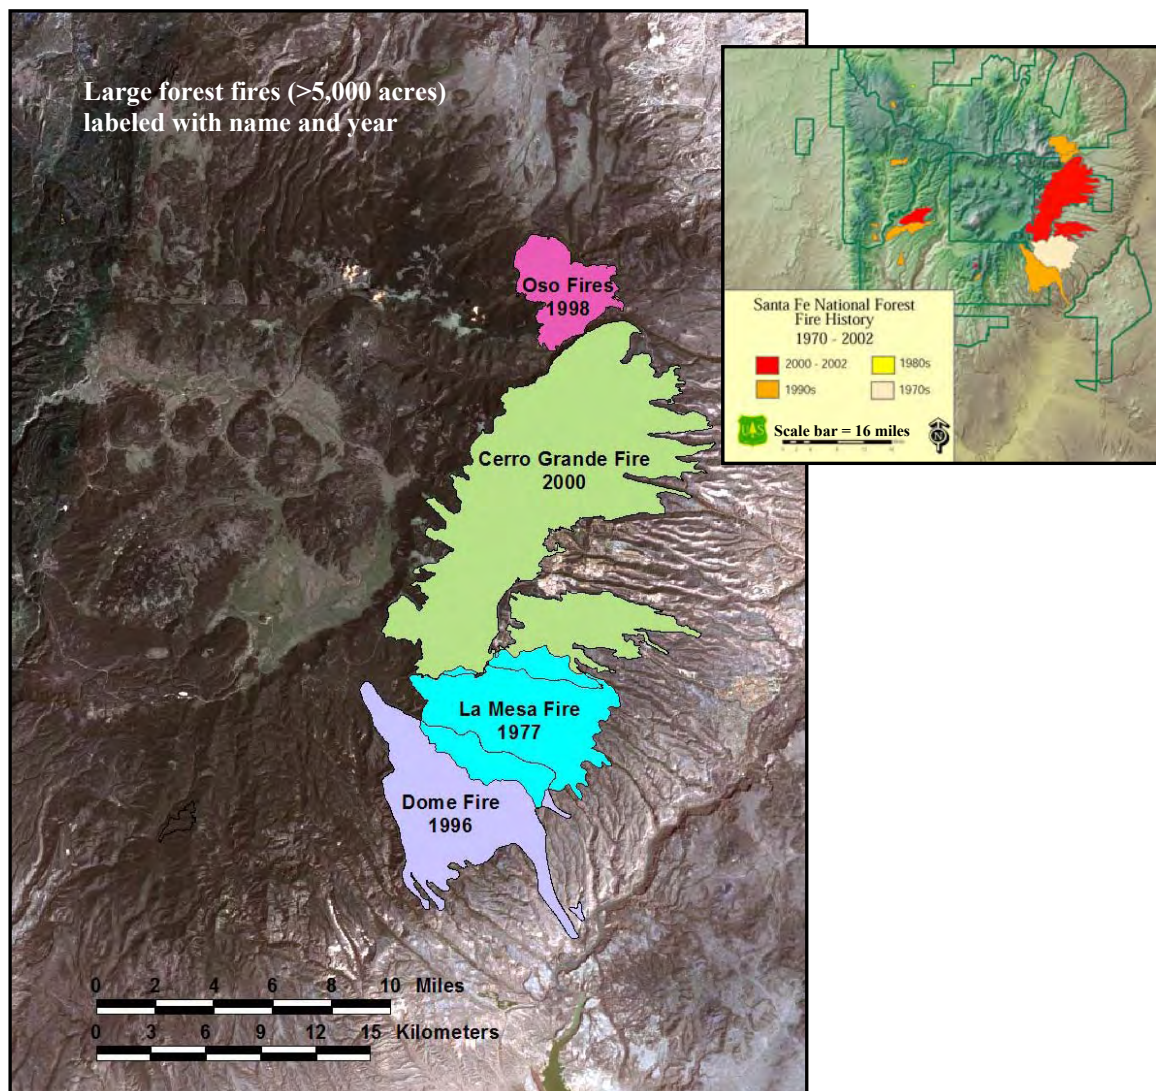 Large forest fires (>5,000 acres)
labeled with name and year
Oso Fires
1998
Cerro Grande Fire
2000
La Mesa Fire
1977
Dome Fire
1996
0 2 4 6 8 10 Miles
0 3 6 9 12 15 Kilometers
Santa Fe National Forest
Fire History
1970 - 2002
2000 - 2002
1980s
1990s
1970s
UAS
Scale bar = 16 miles
N